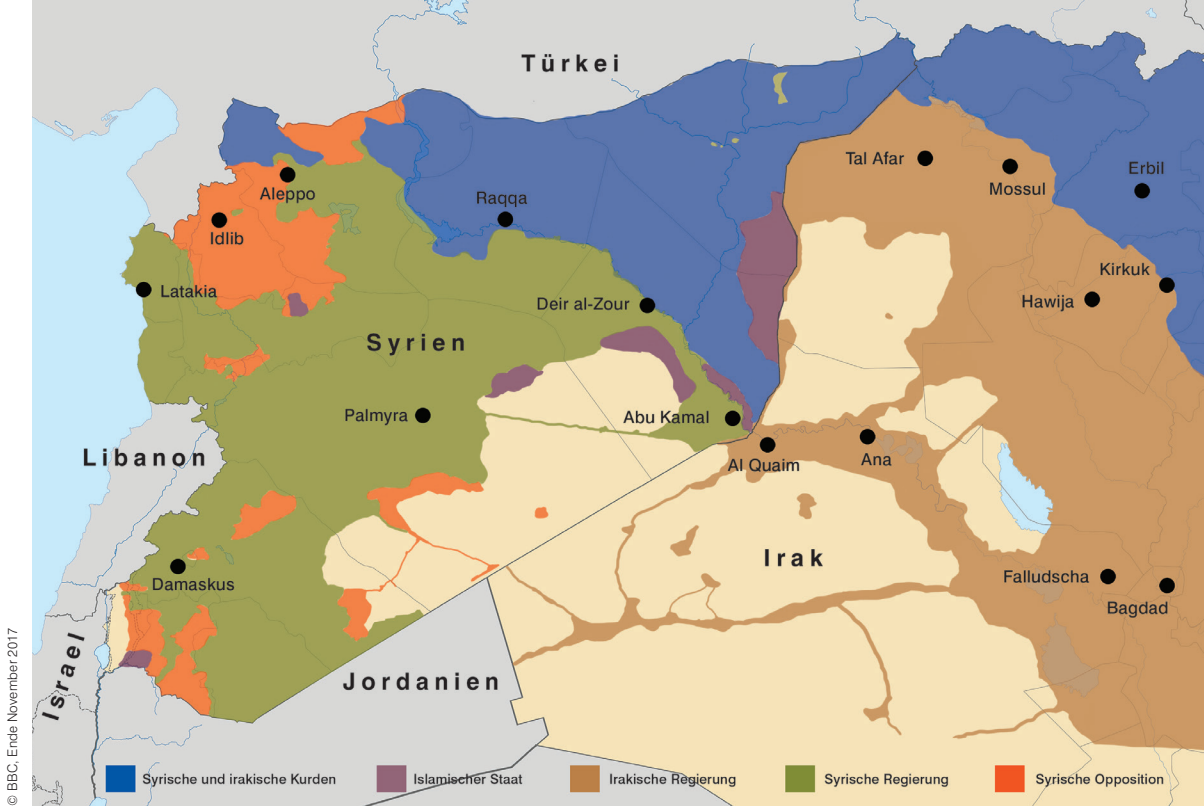 Türkei
Tal Afar
Mossul
Erbil
Aleppo
Raqqa
Idlib
Kirkuk
Latakia
Deir al-Zour
Hawija
Syrien
Palmyra
Abu Kamal
Libanon
Al Quaim
Ana
Irak
Damaskus
Falludscha
Bagdad
Israel
Jordanien
Syrische und irakische Kurden
Islamischer Staat
Irakische Regierung
Syrische Regierung
Syrische Opposition
© BBC, Ende November 2017